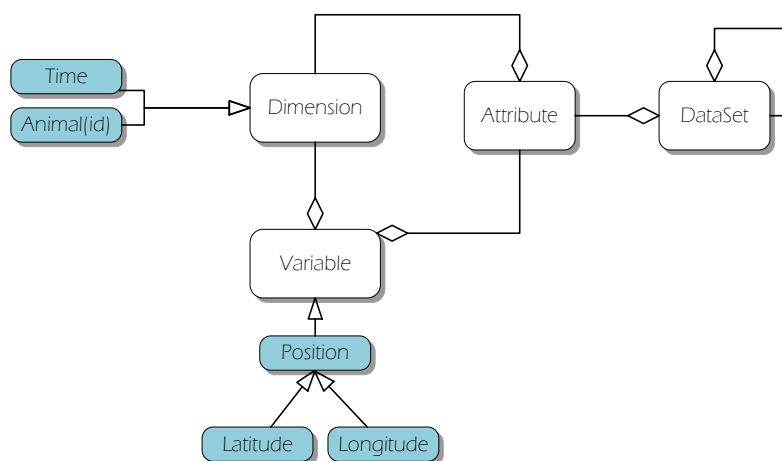 Time
Animal(id)
Dimension
Attribute
DataSet
Variable
Position
Latitude
Longitude